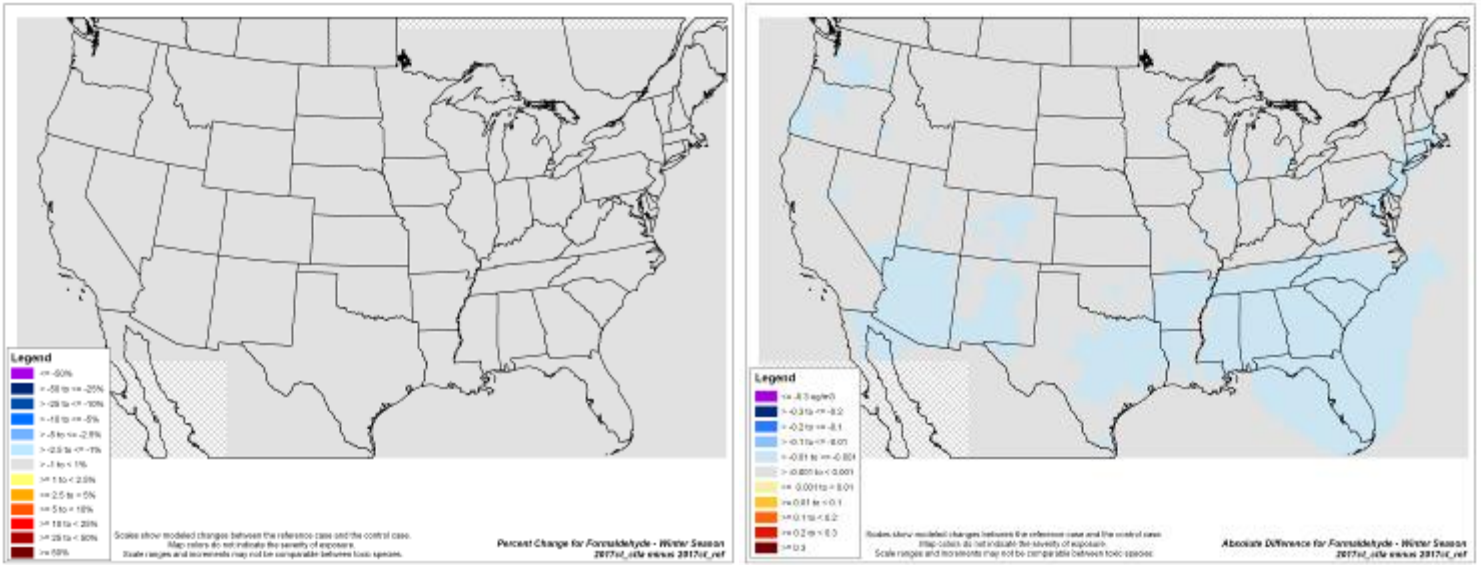 Legend
<= -50%
> -50 to <= -25%
> -25 to <= -10%
> -10 to <= -5%
> -5 to <= -2.5%
> -2.5 to <= -1%
> -1 to < 1%
>= 1 to < 2.5%
>= 2.5 to < 5%
>= 5 to < 10%
>= 10 to < 25%
>= 25 to < 50%
>= 50%
Scales show modeled changes between the reference case and the control case.
Map colors do not indicate the severity of exposure.
Scale ranges and increments may not be comparable between toxic species.
Percent Change for Formaldehyde - Winter Season
minus
Legend
<= -0.3 ug/m3
> -0.3 to <= -0.2
> -0.2 to <= -0.1
> -0.1 to <= -0.01
> -0.01 to <= -0.001
> -0.001 to < 0.001
>= 0.001 to < 0.01
>= 0.01 to < 0.1
>= 0.1 to < 0.2
>= 0.2 to < 0.3
>= 0.3
Scales show modeled changes between the reference case and the control case.
Map colors do not indicate the severity of exposure.
Scale ranges and increments may not be comparable between toxic species.
Absolute Difference for Formaldehyde - Winter Season
minus